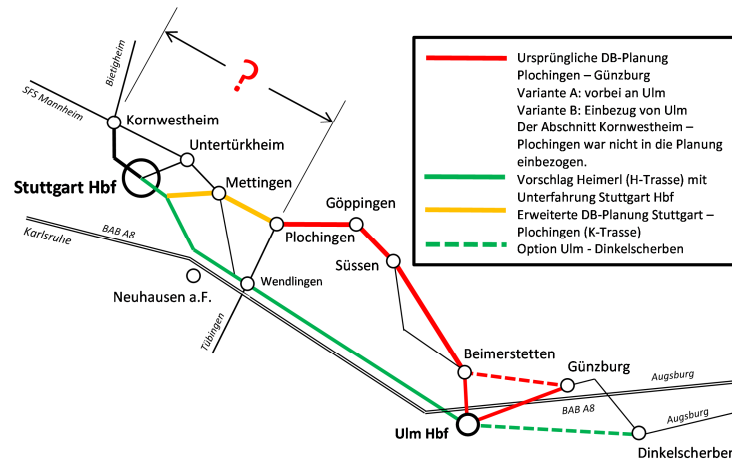 ?
Bietigheim
SFS Mannheim
Kornwestheim
Untertürkheim
Stuttgart Hbf
Mettingen
Göppingen
Plochingen
BAB A8
Karlsruhe
Süssen
Neuhausen a.F.
Wendlingen
Tübingen
Beimerstetten
Günzburg
Augsburg
BAB A8
Augsburg
Ulm Hbf
Dinkelscherben
Ursprüngliche DB-Planung
Plochingen – Günzburg
Variante A: vorbei an Ulm
Variante B: Einbezug von Ulm
Der Abschnitt Kornwestheim –
Plochingen war nicht in die Planung
einbezogen.
Vorschlag Heimerl (H-Trasse) mit
Unterfahrung Stuttgart Hbf
Erweiterte DB-Planung Stuttgart –
Plochingen (K-Trasse)
Option Ulm - Dinkelscherben